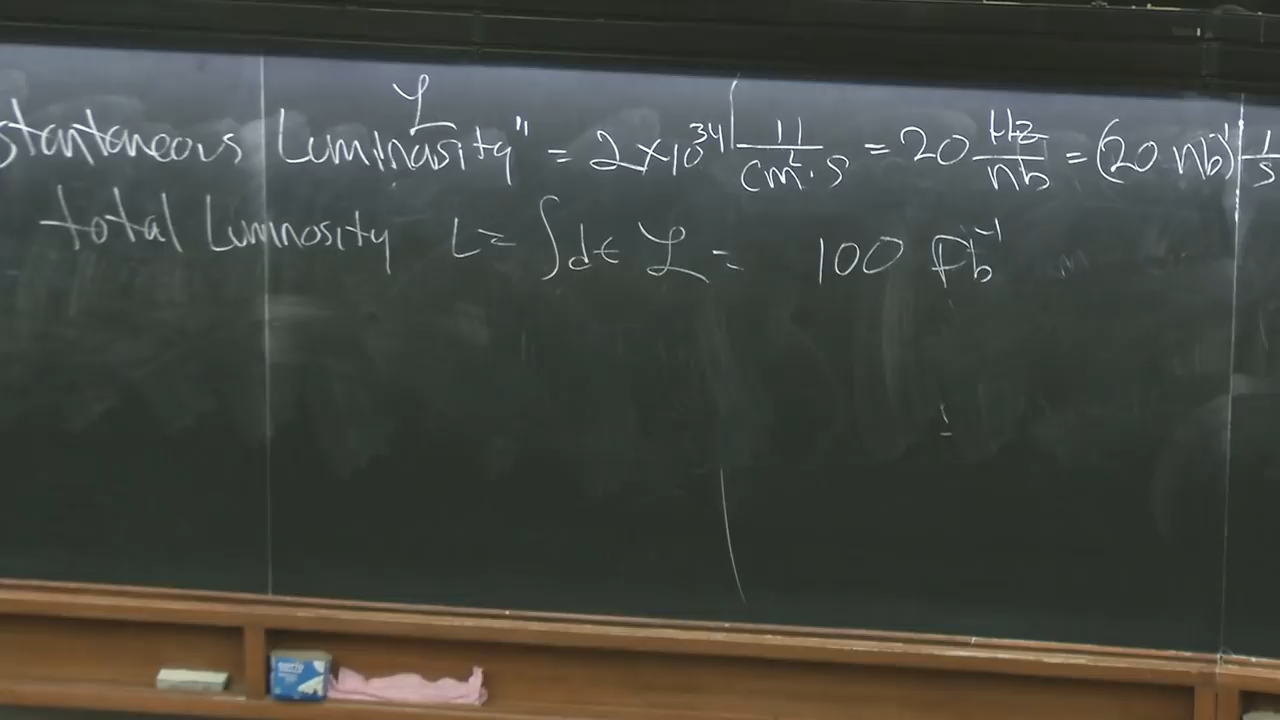 ℒ
stantaneous Luminosity" = 2×10^34 1/(cm²·s) = 20 Hz/nb = (20 nb⁻¹) 1/s
total Luminosity L = ∫dt ℒ = 100 fb⁻¹